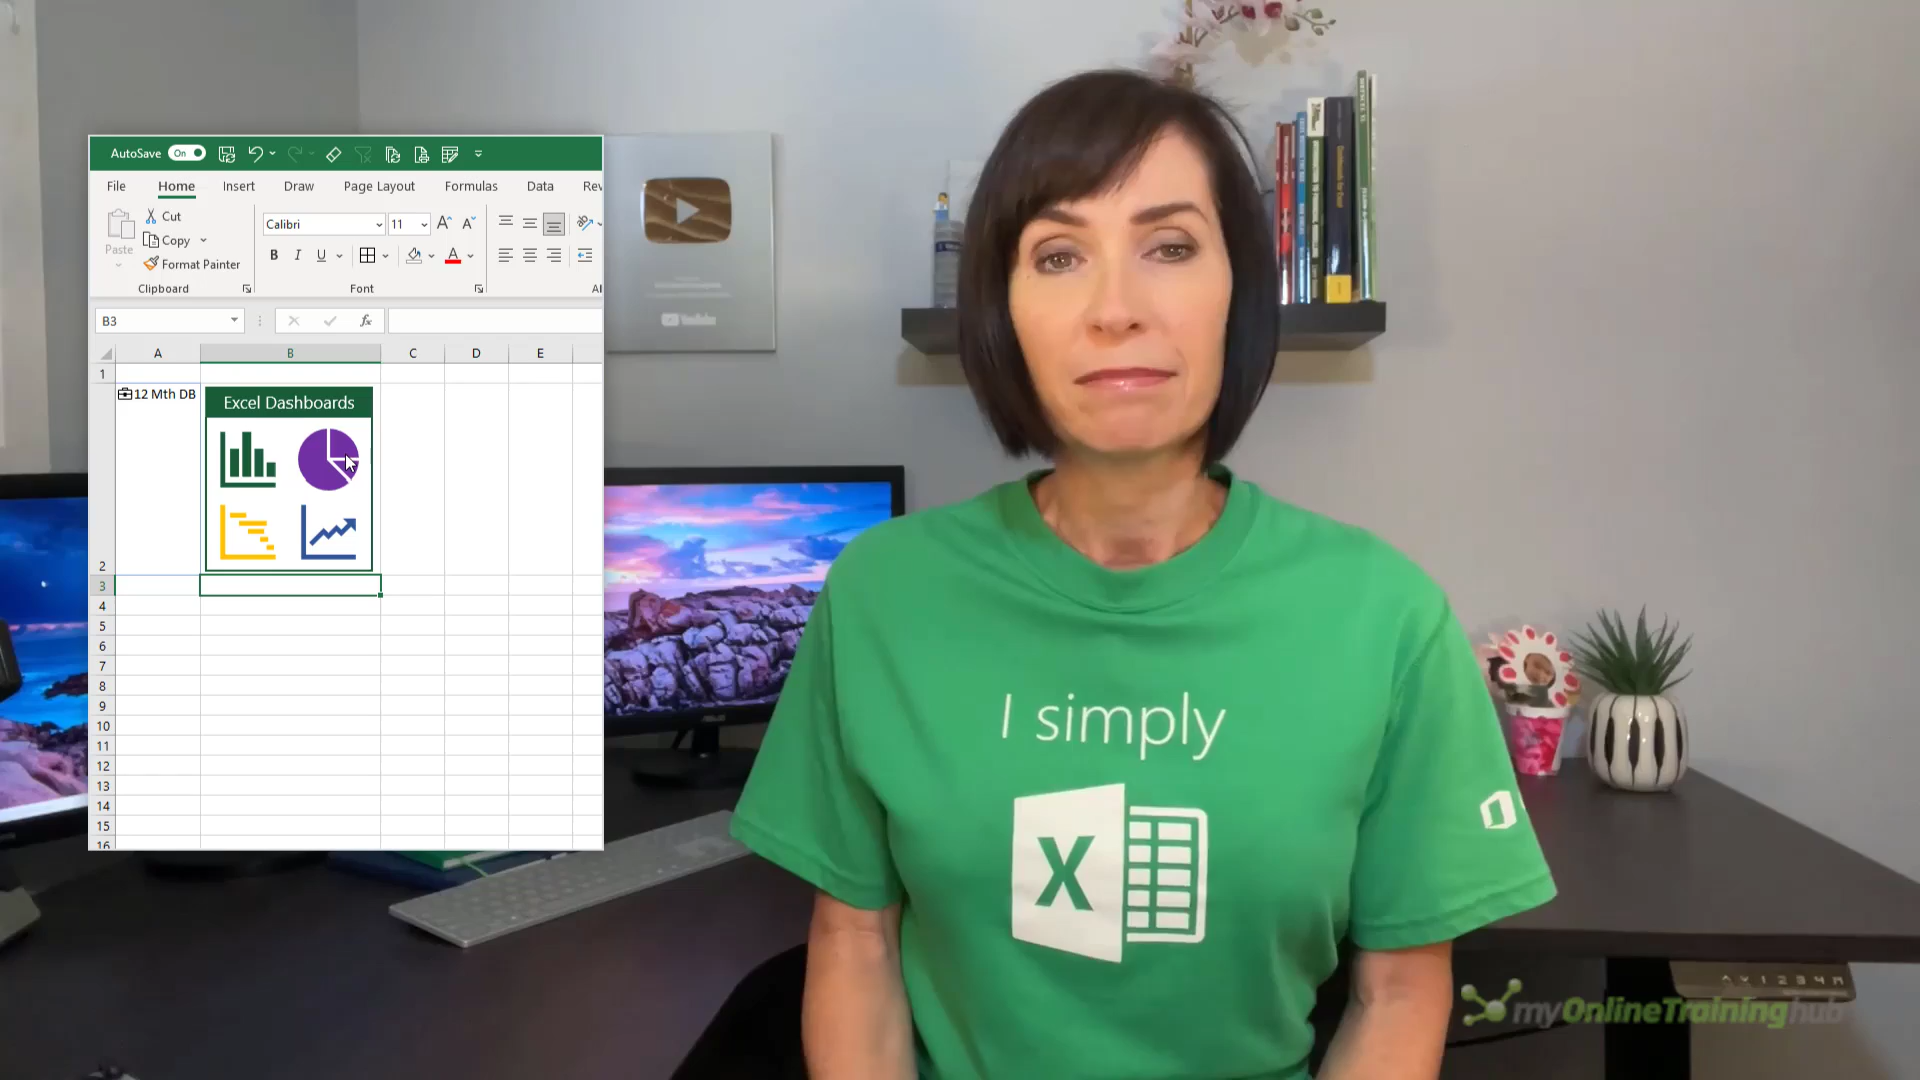 AutoSave On
File Home Insert Draw Page Layout Formulas Data Rev
Cut
Copy
Paste
Format Painter
Calibri 11
B I U A
Clipboard Font Al
B3 fx
A B C D E
1
12 Mth DB
Excel Dashboards
2
3
4
5
6
7
8
9
10
11
12
13
14
15
16
YouTube
ASUS
I simply
X
myOnlineTraininghub